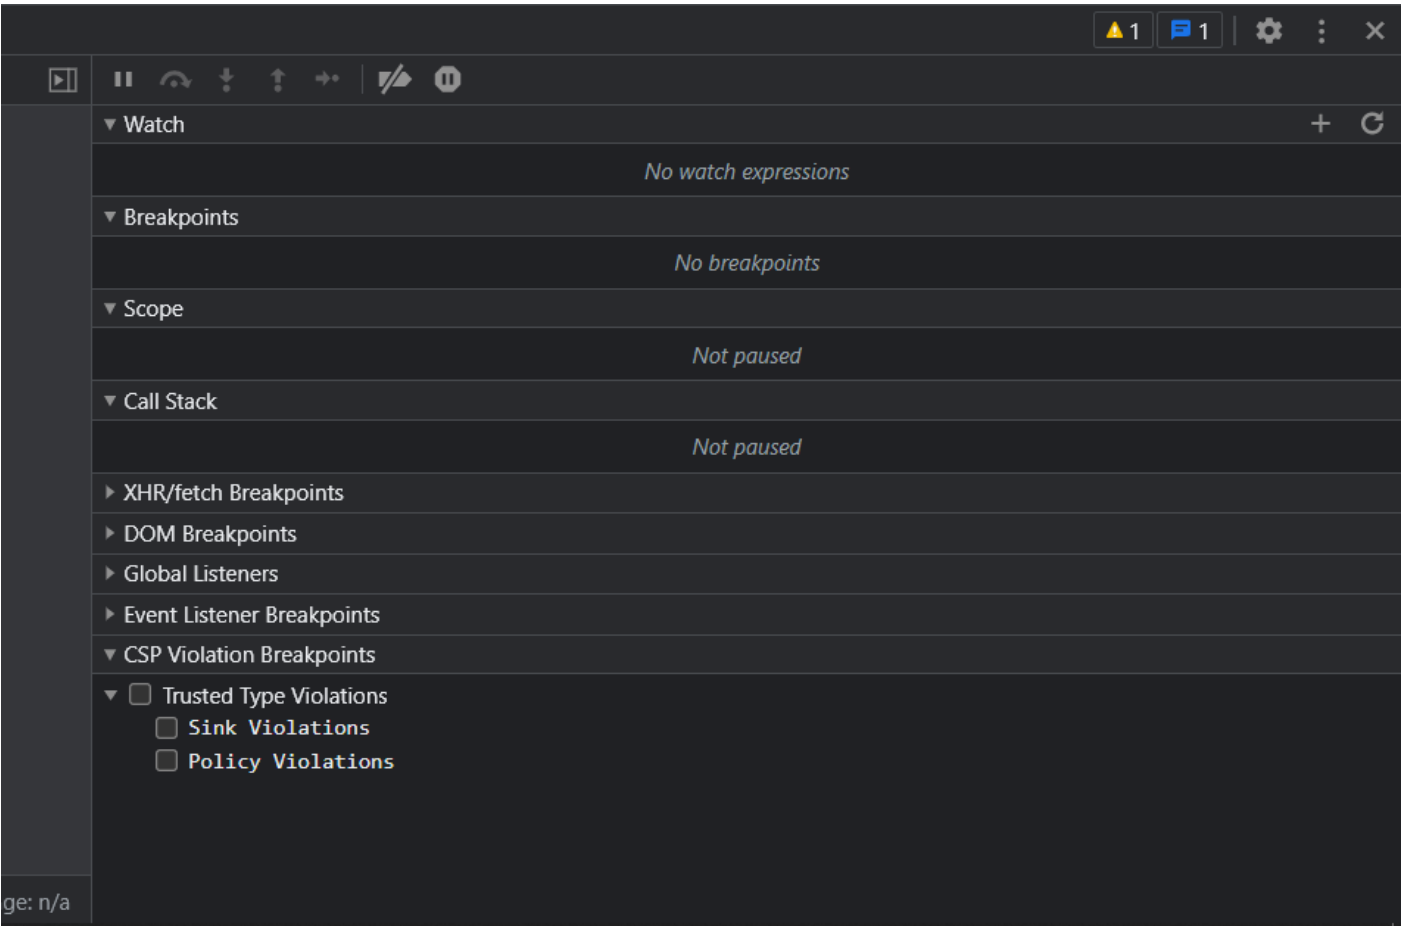 1 1
Watch
No watch expressions
Breakpoints
No breakpoints
Scope
Not paused
Call Stack
Not paused
XHR/fetch Breakpoints
DOM Breakpoints
Global Listeners
Event Listener Breakpoints
CSP Violation Breakpoints
Trusted Type Violations
Sink Violations
Policy Violations
ge: n/a